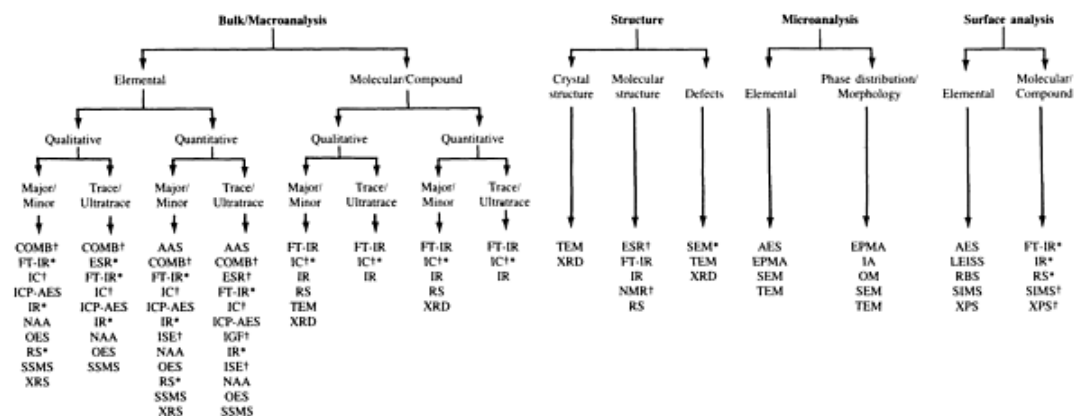 Bulk/Macroanalysis
Structure
Microanalysis
Surface analysis
Elemental
Molecular/Compound
Crystal
structure
Molecular
structure
Defects
Elemental
Phase distribution/
Morphology
Elemental
Molecular/
Compound
Qualitative
Quantitative
Qualitative
Quantitative
Major/
Minor
Trace/
Ultratrace
Major/
Minor
Trace/
Ultratrace
Major/
Minor
Trace/
Ultratrace
Major/
Minor
Trace/
Ultratrace
COMB†
FT-IR*
IC†
ICP-AES
IR*
NAA
OES
RS*
SSMS
XRS
COMB†
ESR*
FT-IR*
IC†
ICP-AES
IR*
NAA
OES
SSMS
AAS
COMB†
FT-IR*
IC†
ICP-AES
IR*
ISE†
NAA
OES
RS*
SSMS
XRS
AAS
COMB†
ESR†
FT-IR*
IC†
ICP-AES
IGF†
IR*
ISE†
NAA
OES
SSMS
FT-IR
IC†*
IR
RS
TEM
XRD
FT-IR
IC†*
IR
FT-IR
IC†*
IR
RS
XRD
FT-IR
IC†*
IR
TEM
XRD
ESR†
FT-IR
IR
NMR†
RS
SEM*
TEM
XRD
AES
EPMA
SEM
TEM
EPMA
IA
OM
SEM
TEM
AES
LEISS
RBS
SIMS
XPS
FT-IR*
IR*
RS*
SIMS†
XPS†